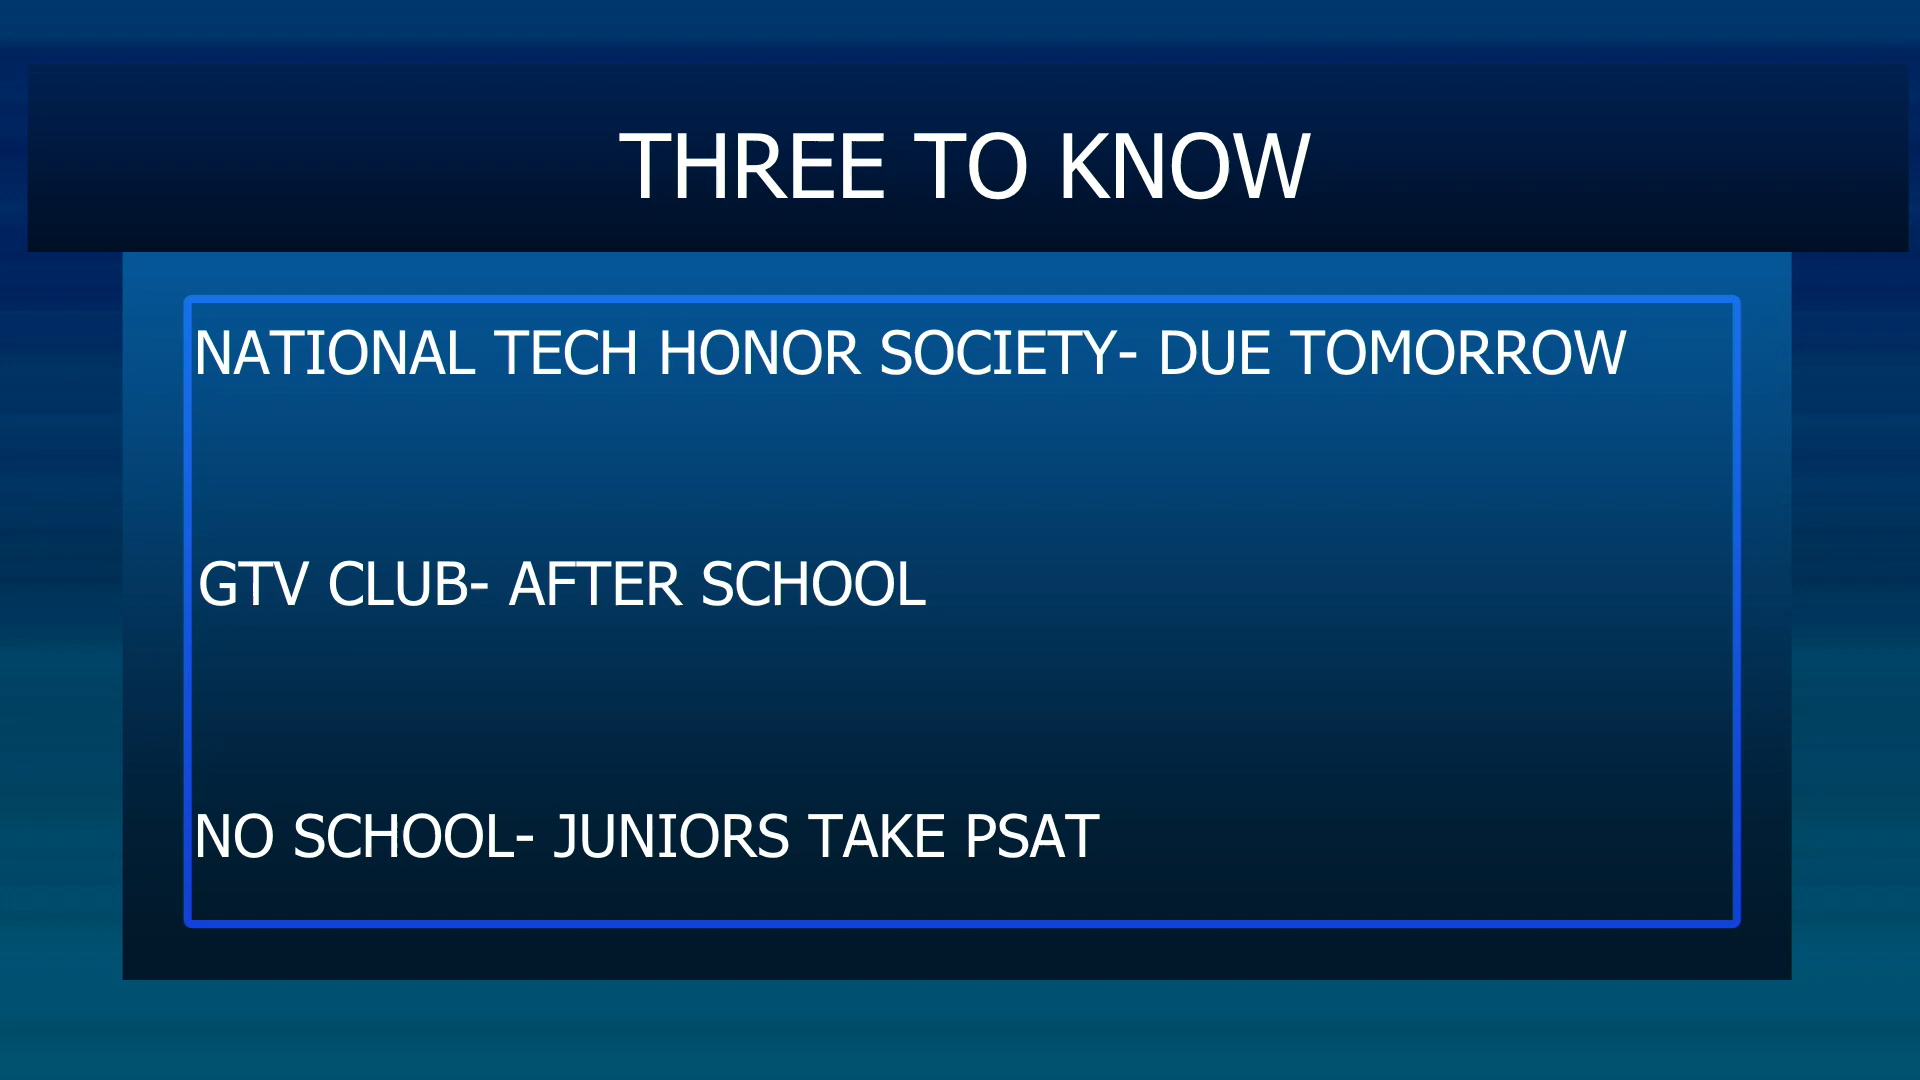 THREE TO KNOW
NATIONAL TECH HONOR SOCIETY- DUE TOMORROW
GTV CLUB- AFTER SCHOOL
NO SCHOOL- JUNIORS TAKE PSAT